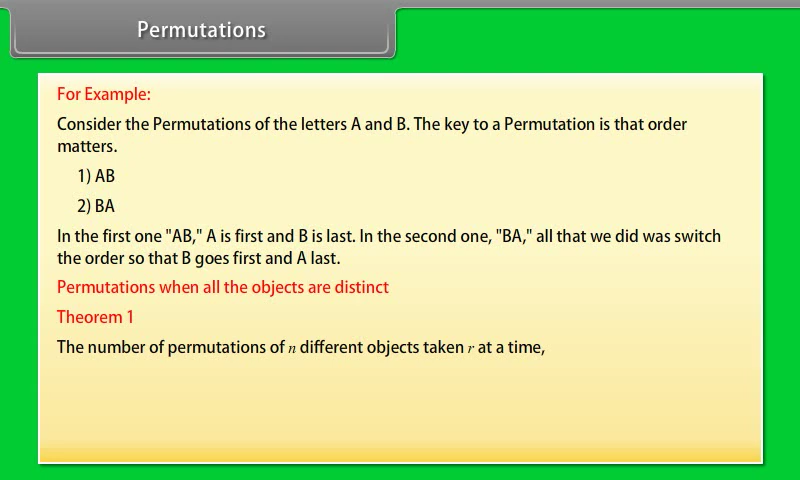 Permutations
For Example:
Consider the Permutations of the letters A and B. The key to a Permutation is that order
matters.
1) AB
2) BA
In the first one "AB," A is first and B is last. In the second one, "BA," all that we did was switch
the order so that B goes first and A last.
Permutations when all the objects are distinct
Theorem 1
The number of permutations of n different objects taken r at a time,